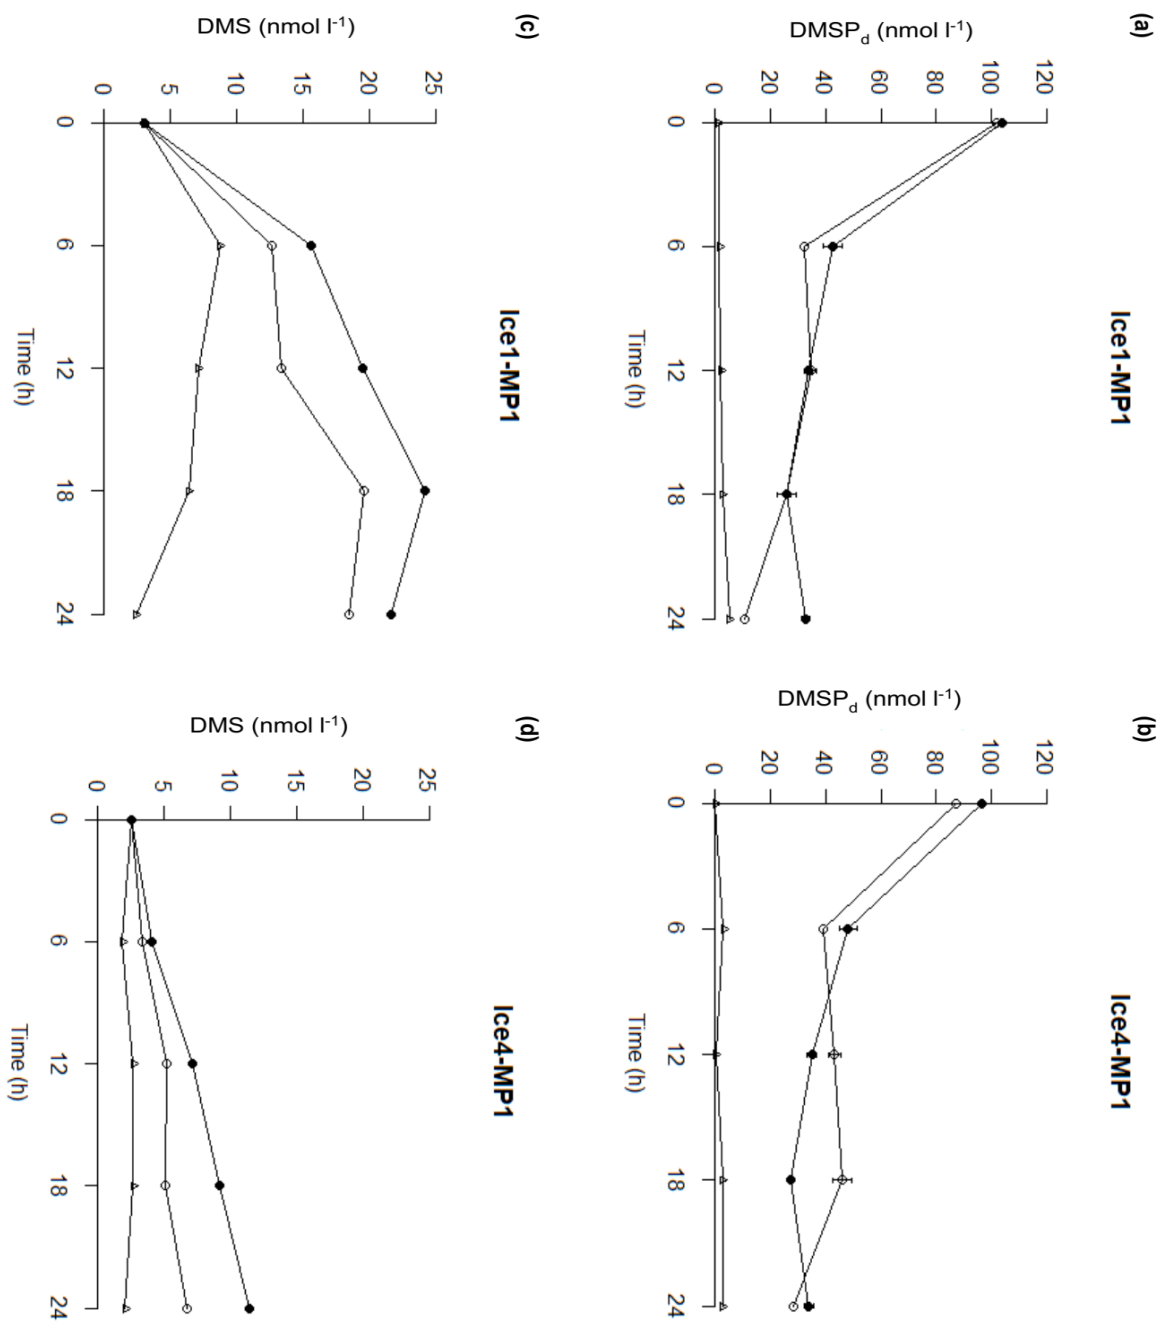 (a)
Ice1-MP1
DMSPd (nmol l-1)
0 20 40 60 80 100 120
0 6 12 18 24
Time (h)
(b)
Ice4-MP1
DMSPd (nmol l-1)
0 20 40 60 80 100 120
0 6 12 18 24
Time (h)
(c)
Ice1-MP1
DMS (nmol l-1)
0 5 10 15 20 25
0 6 12 18 24
Time (h)
(d)
Ice4-MP1
DMS (nmol l-1)
0 5 10 15 20 25
0 6 12 18 24
Time (h)